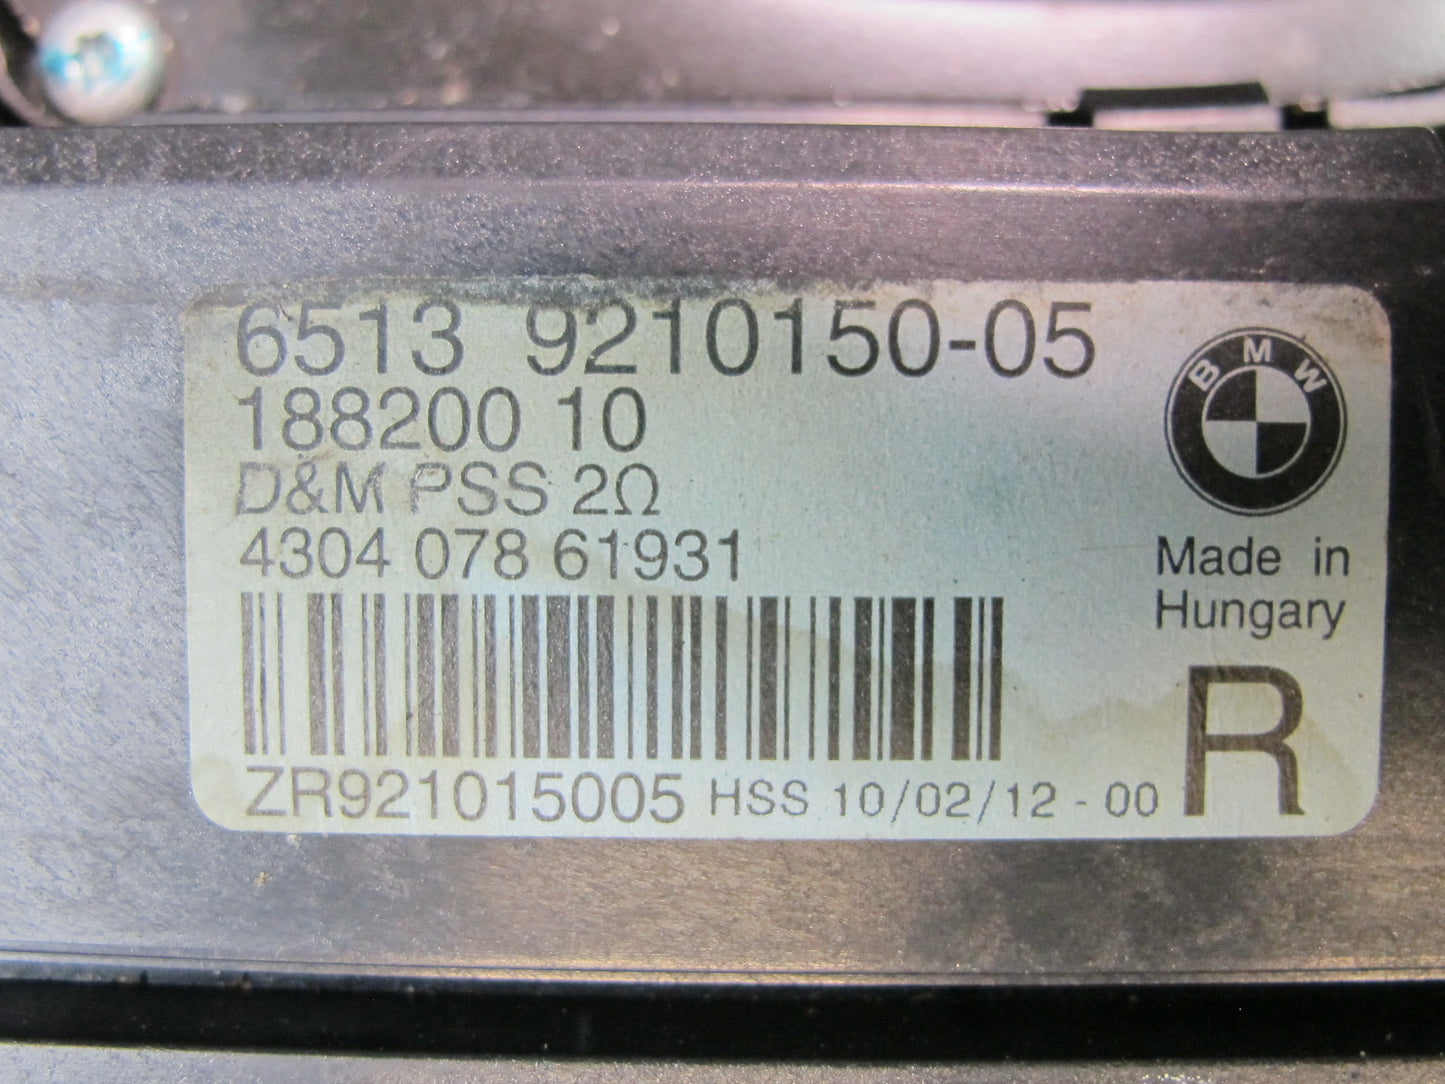 6513 9210150-05
188200 10
D&M PSS 2Ω
4304 078 61931
ZR921015005 HSS 10/02/12 - 00
BMW
Made in
Hungary
R